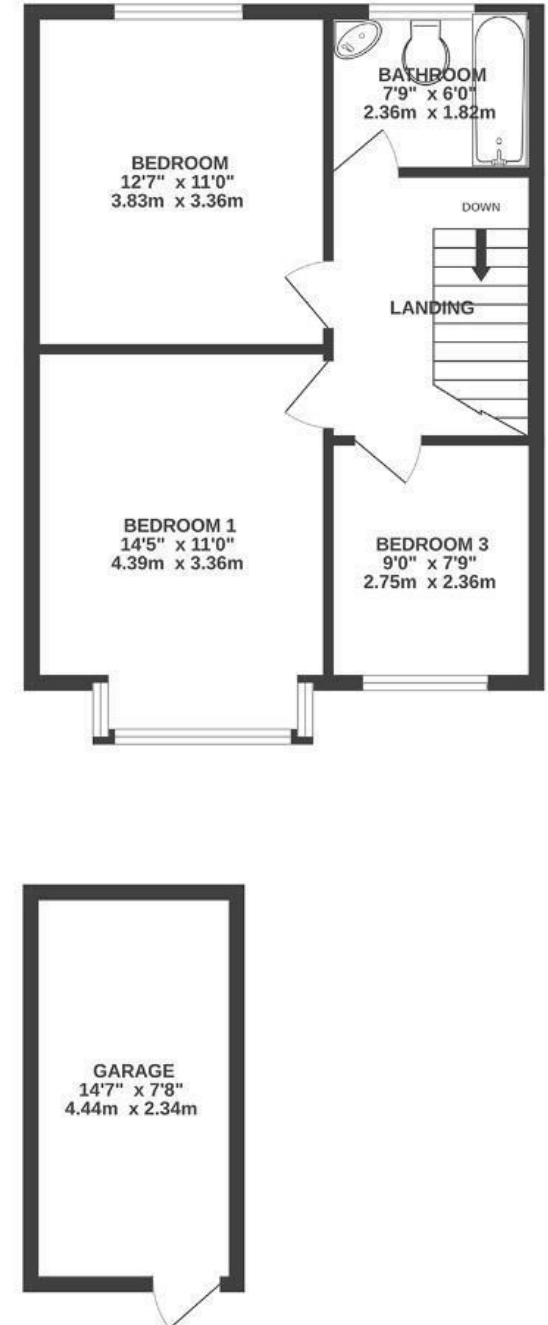 BATHROOM
7'9" x 6'0"
2.36m x 1.82m
BEDROOM
12'7" x 11'0"
3.83m x 3.36m
DOWN
LANDING
BEDROOM 1
14'5" x 11'0"
4.39m x 3.36m
BEDROOM 3
9'0" x 7'9"
2.75m x 2.36m
GARAGE
14'7" x 7'8"
4.44m x 2.34m